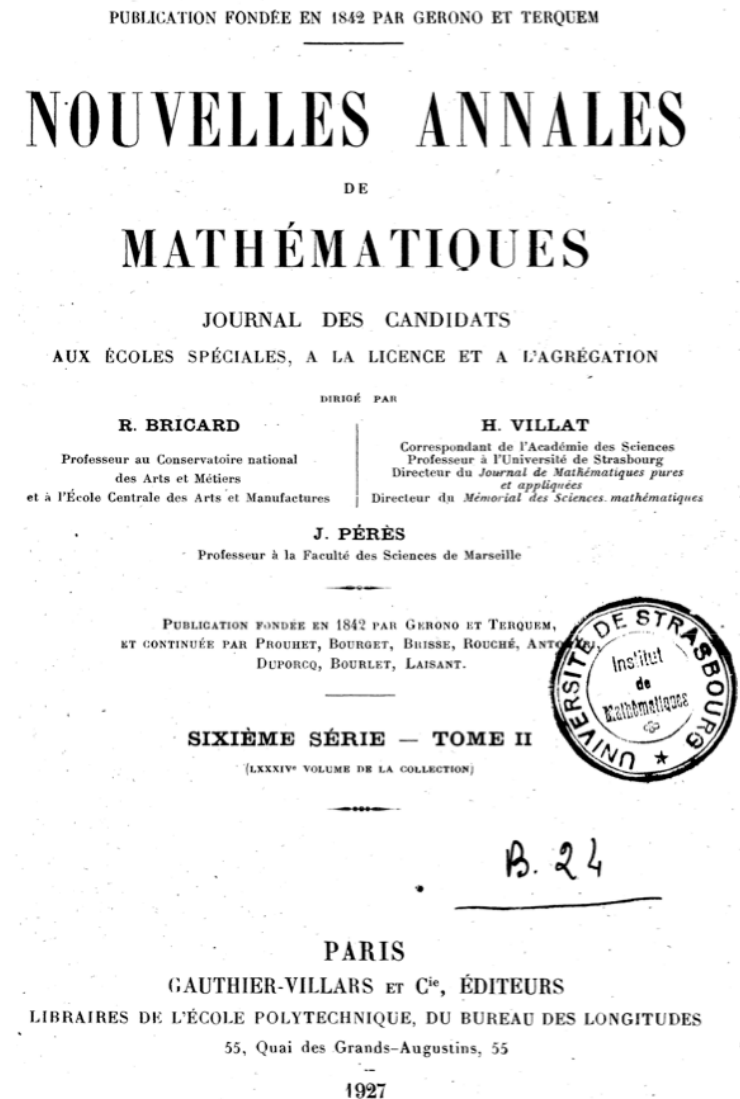 PUBLICATION FONDÉE EN 1842 PAR GERONO ET TERQUEM
NOUVELLES ANNALES
DE
MATHÉMATIQUES
JOURNAL DES CANDIDATS
AUX ÉCOLES SPÉCIALES, A LA LICENCE ET A L'AGRÉGATION
DIRIGÉ PAR
R. BRICARD
Professeur au Conservatoire national
des Arts et Métiers
et à l'École Centrale des Arts et Manufactures
H. VILLAT
Correspondant de l'Académie des Sciences
Professeur à l'Université de Strasbourg
Directeur du Journal de Mathématiques pures
et appliquées
Directeur du Mémorial des Sciences mathématiques
J. PÉRÈS
Professeur à la Faculté des Sciences de Marseille
PUBLICATION FONDÉE EN 1842 PAR GERONO ET TERQUEM,
ET CONTINUÉE PAR PROUHET, BOURGET, BRISSE, ROUCHÉ,
DUPORCQ, BOURLET, LAISANT.
UNIVERSITÉ DE STRASBOURG
Institut
de
Mathématiques
SIXIÈME SÉRIE — TOME II
(LXXXIVe VOLUME DE LA COLLECTION)
B. 24
PARIS
GAUTHIER-VILLARS ET Cie, ÉDITEURS
LIBRAIRES DE L'ÉCOLE POLYTECHNIQUE, DU BUREAU DES LONGITUDES
55, Quai des Grands-Augustins, 55
1927